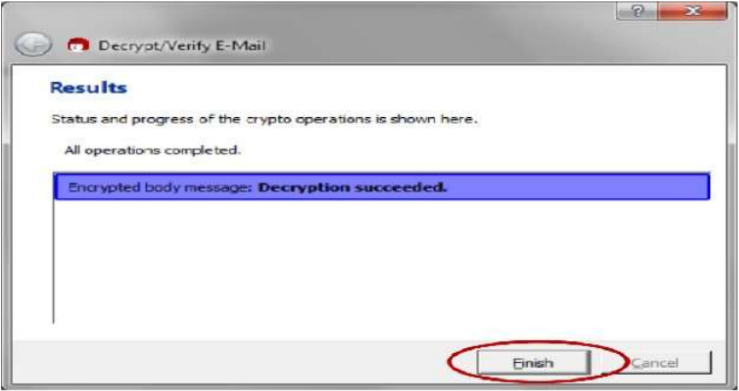 Decrypt/Verify E-Mail
Results
Status and progress of the crypto operations is shown here.
All operations completed.
Encrypted body message: Decryption succeeded.
Finish
Cancel